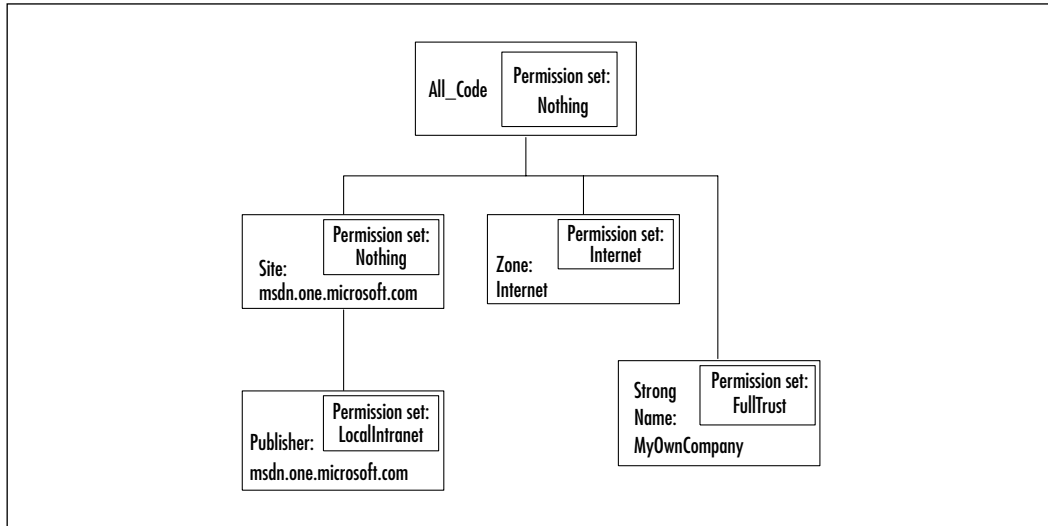 All_Code
Permission set:
Nothing
Permission set:
Nothing
Site:
msdn.one.microsoft.com
Permission set:
Internet
Zone:
Internet
Permission set:
LocalIntranet
Publisher:
msdn.one.microsoft.com
Permission set:
FullTrust
Strong
Name:
MyOwnCompany